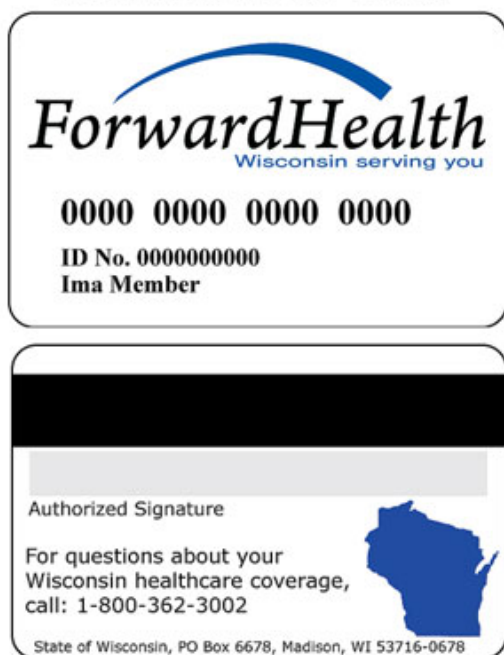 ForwardHealth
Wisconsin serving you
0000 0000 0000 0000
ID No. 0000000000
Ima Member
Authorized Signature
For questions about your
Wisconsin healthcare coverage,
call: 1-800-362-3002
State of Wisconsin, PO Box 6678, Madison, WI 53716-0678